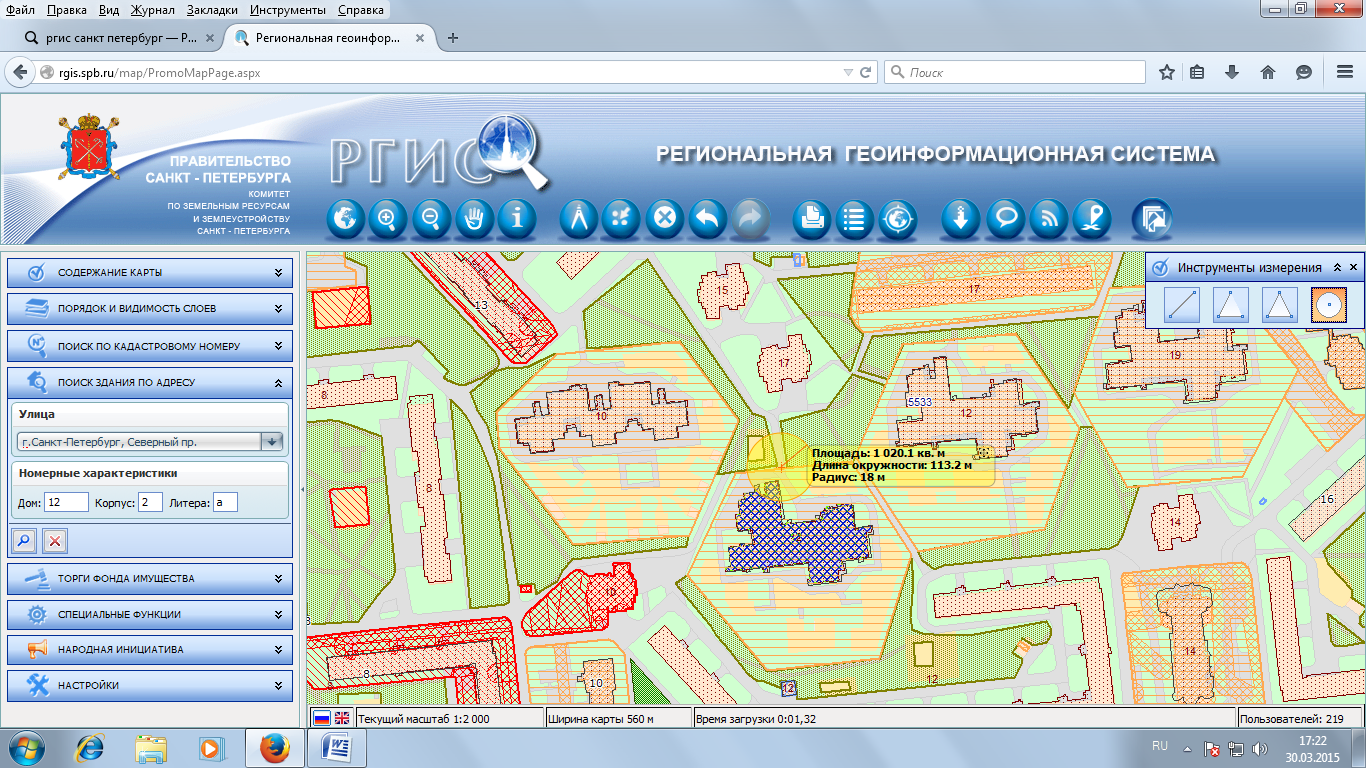 Файл Правка Вид Журнал Закладки Инструменты Справка
ргис санкт петербург — Р...
Региональная геоинфор...
rgis.spb.ru/map/PromoMapPage.aspx
Поиск
ПРАВИТЕЛЬСТВО
САНКТ - ПЕТЕРБУРГА
КОМИТЕТ
ПО ЗЕМЕЛЬНЫМ РЕСУРСАМ
И ЗЕМЛЕУСТРОЙСТВУ
САНКТ - ПЕТЕРБУРГА
РГИС
РЕГИОНАЛЬНАЯ ГЕОИНФОРМАЦИОННАЯ СИСТЕМА
СОДЕРЖАНИЕ КАРТЫ
ПОРЯДОК И ВИДИМОСТЬ СЛОЕВ
ПОИСК ПО КАДАСТРОВОМУ НОМЕРУ
ПОИСК ЗДАНИЯ ПО АДРЕСУ
Улица
г.Санкт-Петербург, Северный пр.
Номерные характеристики
Дом: 12 Корпус: 2 Литера: а
ТОРГИ ФОНДА ИМУЩЕСТВА
СПЕЦИАЛЬНЫЕ ФУНКЦИИ
НАРОДНАЯ ИНИЦИАТИВА
НАСТРОЙКИ
Инструменты измерения
13
15
17
17
19
8
10
5533
12
8
Площадь: 1 020.1 кв. м
Длина окружности: 113.2 м
Радиус: 18 м
16
14
10
8
10
12
12
14
Текущий масштаб 1:2 000
Ширина карты 560 м
Время загрузки 0:01,32
Пользователей: 219
RU
17:22
30.03.2015